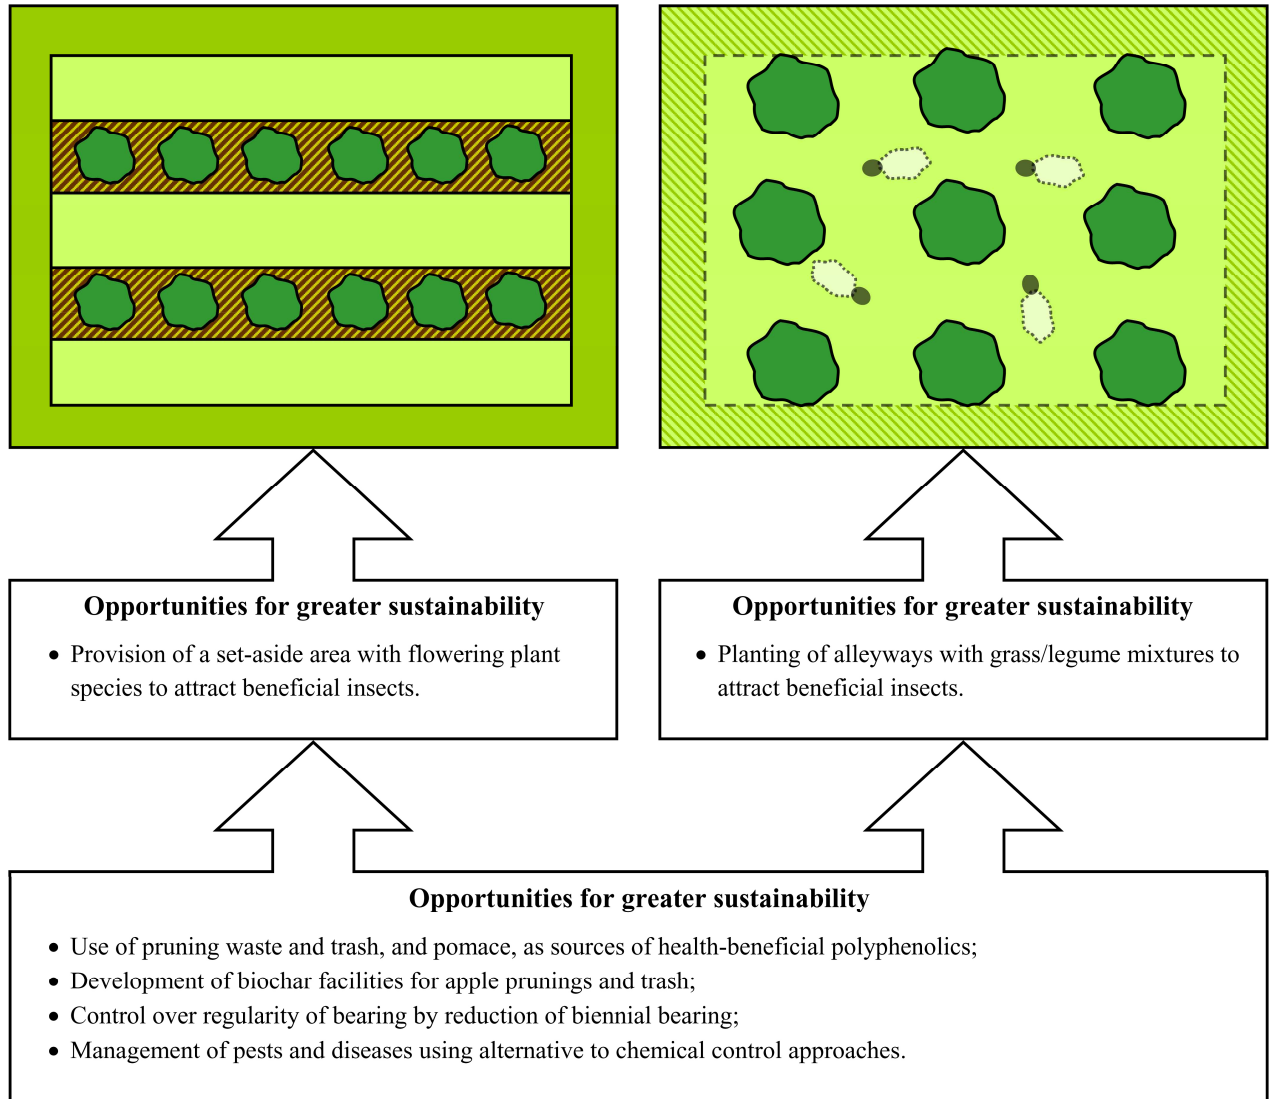 Opportunities for greater sustainability
• Provision of a set-aside area with flowering plant
species to attract beneficial insects.
Opportunities for greater sustainability
• Planting of alleyways with grass/legume mixtures to
attract beneficial insects.
Opportunities for greater sustainability
• Use of pruning waste and trash, and pomace, as sources of health-beneficial polyphenolics;
• Development of biochar facilities for apple prunings and trash;
• Control over regularity of bearing by reduction of biennial bearing;
• Management of pests and diseases using alternative to chemical control approaches.